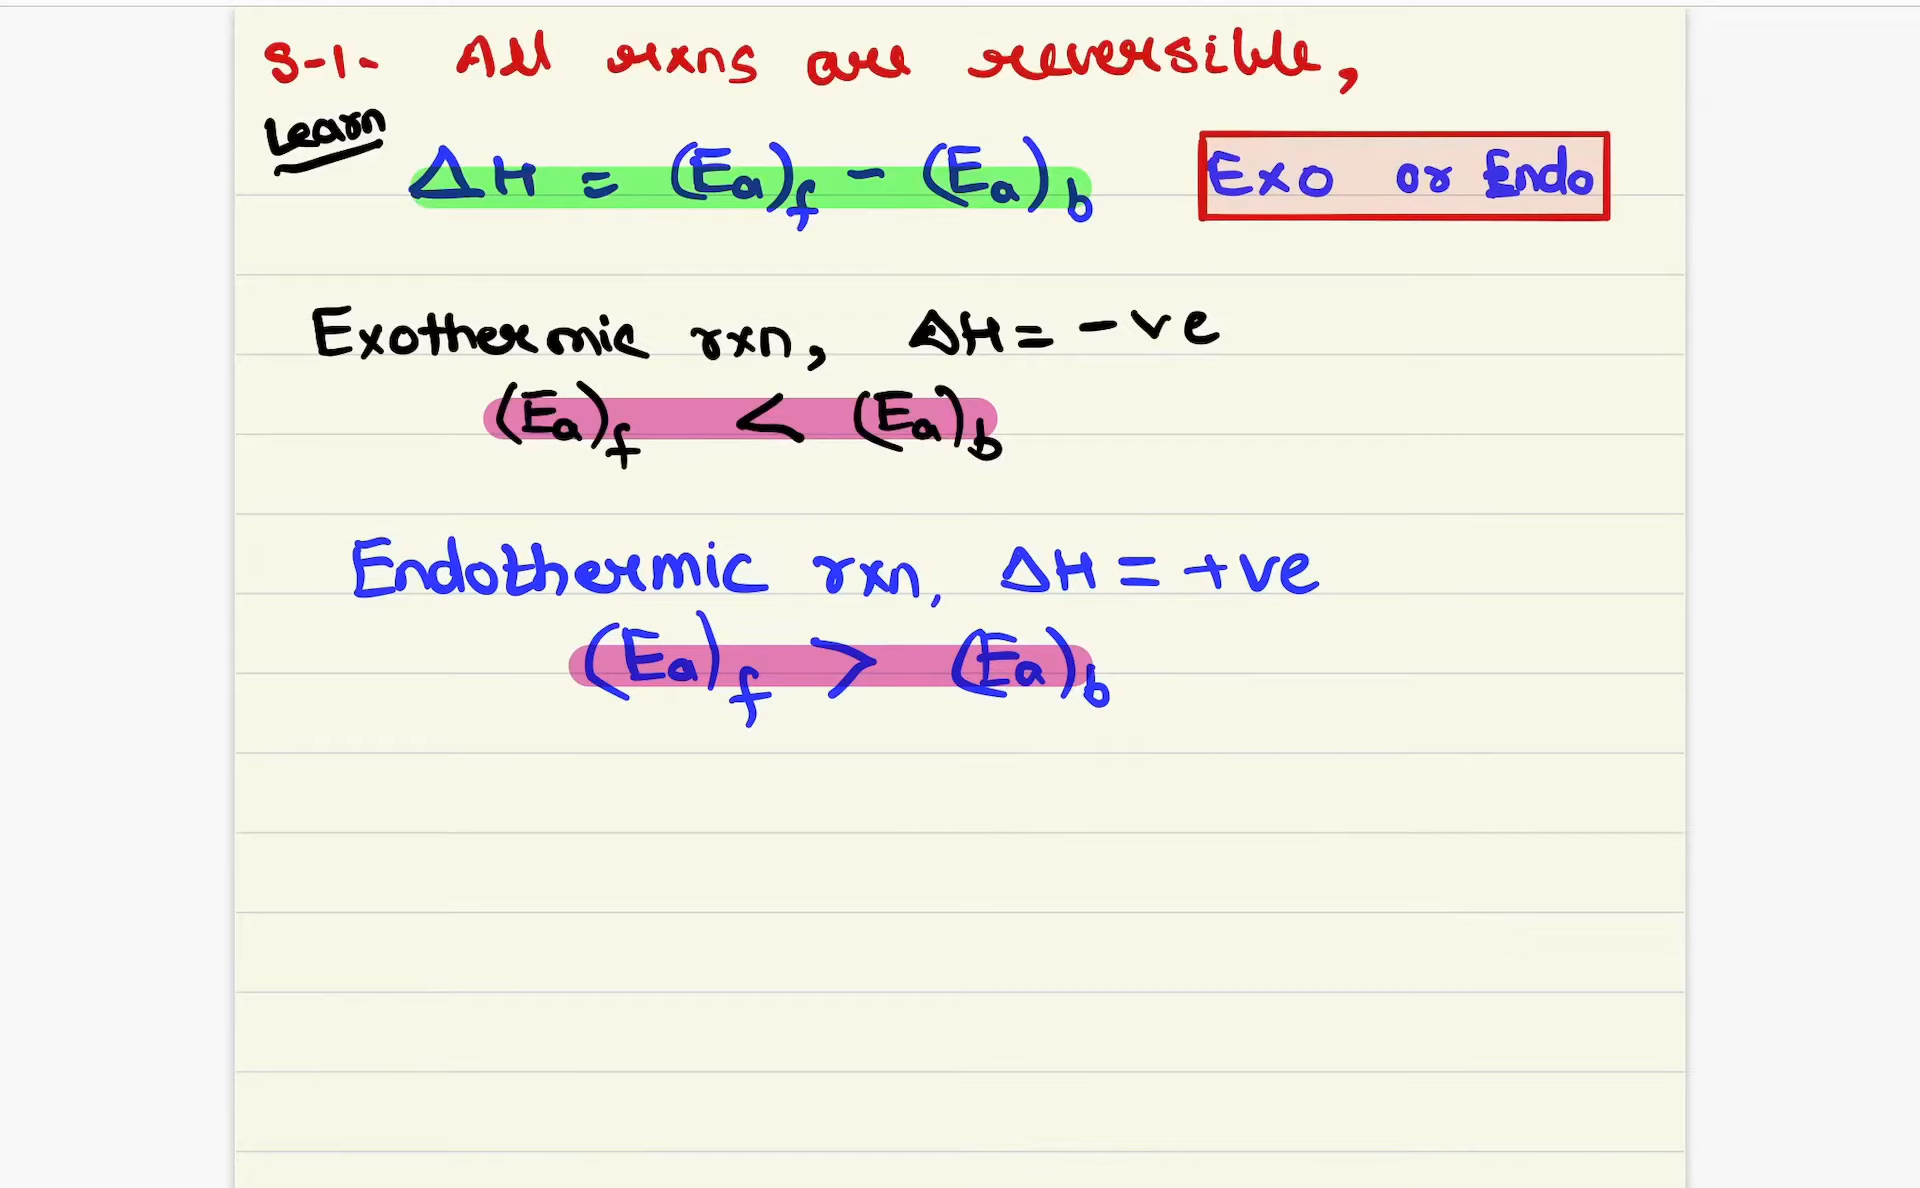 S-1- All rxns are reversible,
Learn
ΔH = (Ea)f - (Ea)b Exo or Endo
Exothermic rxn, ΔH = -ve
(Ea)f < (Ea)b
Endothermic rxn, ΔH = +ve
(Ea)f > (Ea)b